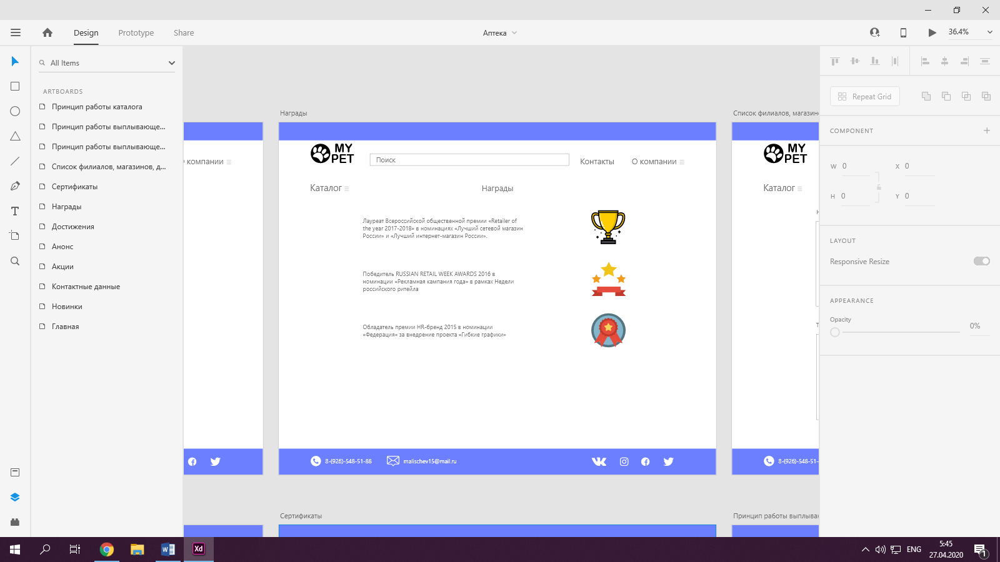 Design
Prototype
Share
Аптека
36.4%
All Items
ARTBOARDS
Принцип работы каталога
Принцип работы выплывающе...
Принцип работы выплывающе...
Список филиалов, магазинов, д...
Сертификаты
Награды
Достижения
Анонс
Акции
Контактные данные
Новинки
Главная
О компании
Награды
MY
PET
Поиск
Контакты
О компании
Каталог
Награды
Лауреат Всероссийской общественной премии «Retailer of
the year 2017-2018» в номинациях «Лучший сетевой магазин
России» и «Лучший интернет-магазин России».
Победитель RUSSIAN RETAIL WEEK AWARDS 2016 в
номинации «Рекламная кампания года» в рамках Недели
российского ритейла
Обладатель премии HR-бренд 2015 в номинации
«Федерация» за внедрение проекта «Гибкие графики»
8-(926)-548-51-88
malischev15@mail.ru
Список филиалов, магазин
MY
PET
Каталог
8-(926)-548-51-
Сертификаты
Принцип работы выплыва
Repeat Grid
COMPONENT
W 0
X 0
H 0
Y 0
LAYOUT
Responsive Resize
APPEARANCE
Opacity
0%
Xd
ENG
5:45
27.04.2020
1